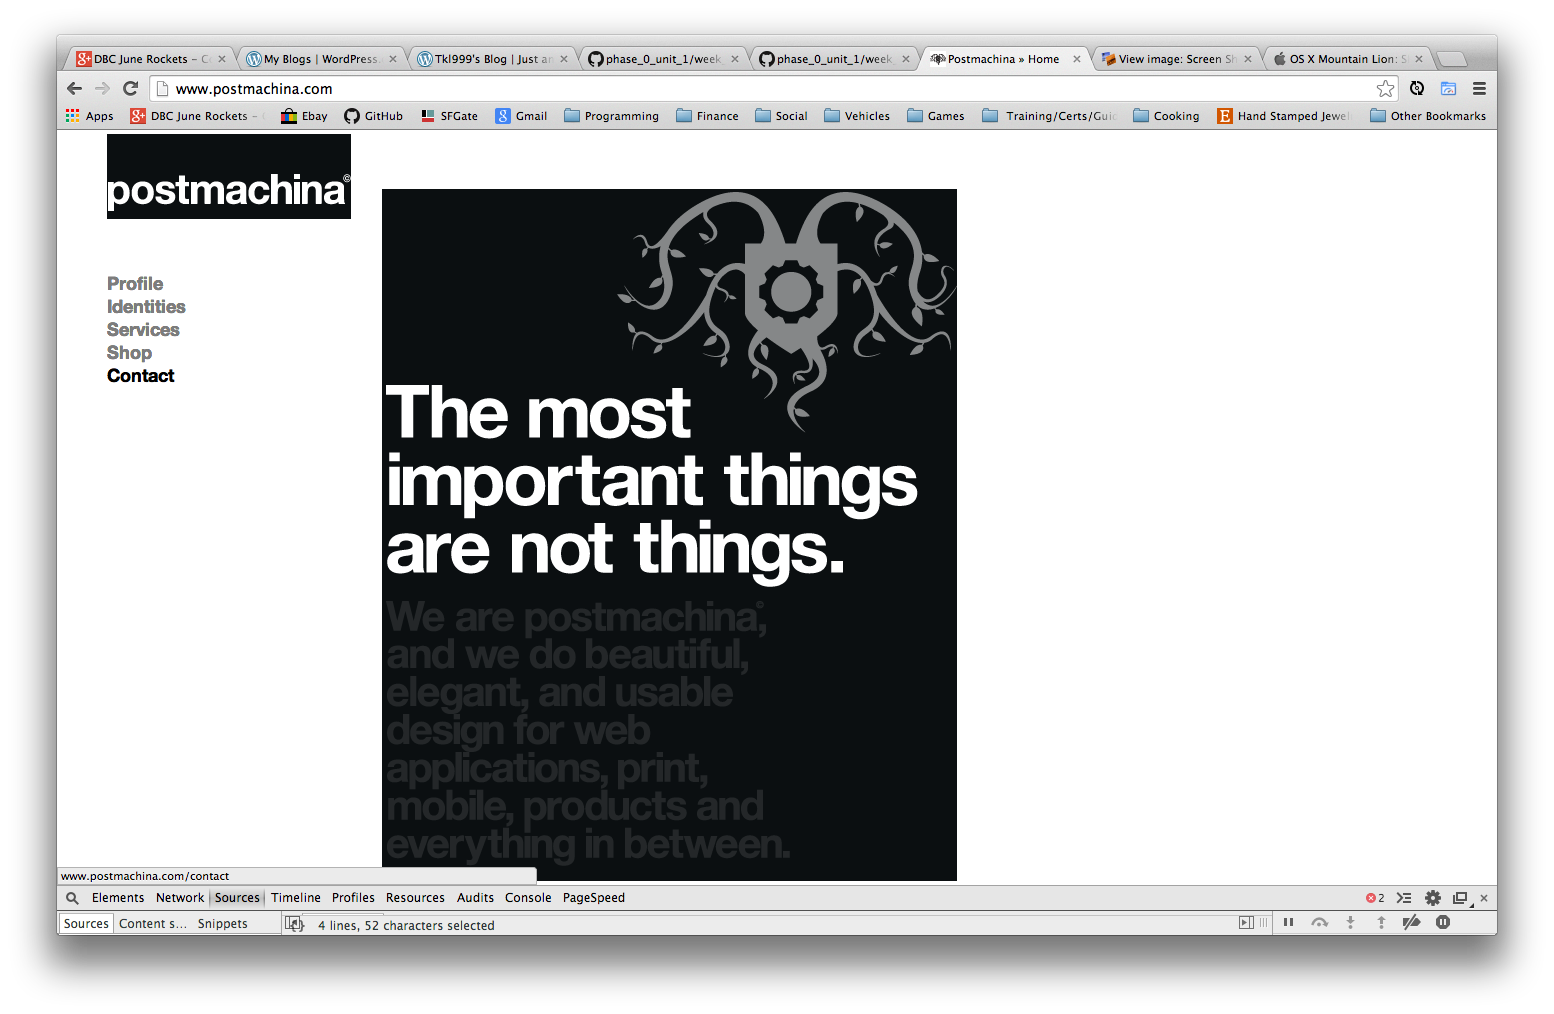 DBC June Rockets – C
My Blogs | WordPress.
Tkl999's Blog | Just an
phase_0_unit_1/week_
phase_0_unit_1/week_
Postmachina » Home
View image: Screen Sh
OS X Mountain Lion: S
www.postmachina.com
Apps
DBC June Rockets –
Ebay
GitHub
SFGate
Gmail
Programming
Finance
Social
Vehicles
Games
Training/Certs/Guid
Cooking
Hand Stamped Jewel
Other Bookmarks
postmachina©
Profile
Identities
Services
Shop
Contact
The most
important things
are not things.
We are postmachina©,
and we do beautiful,
elegant, and usable
design for web
applications, print,
mobile, products and
everything in between.
www.postmachina.com/contact
Elements Network Sources Timeline Profiles Resources Audits Console PageSpeed
2
Sources Content s... Snippets
4 lines, 52 characters selected